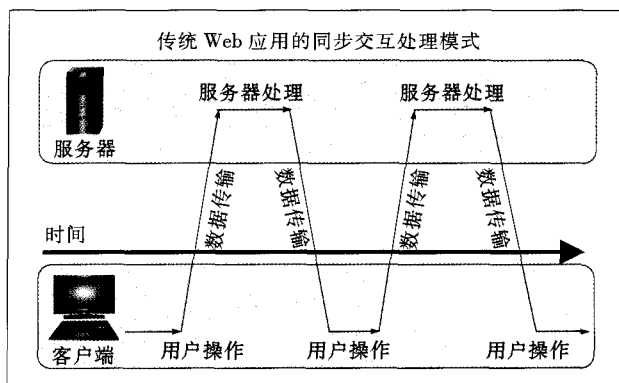 传统 Web 应用的同步交互处理模式
服务器处理
服务器处理
服务器
数据传输
数据传输
数据传输
数据传输
时间
客户端
用户操作
用户操作
用户操作